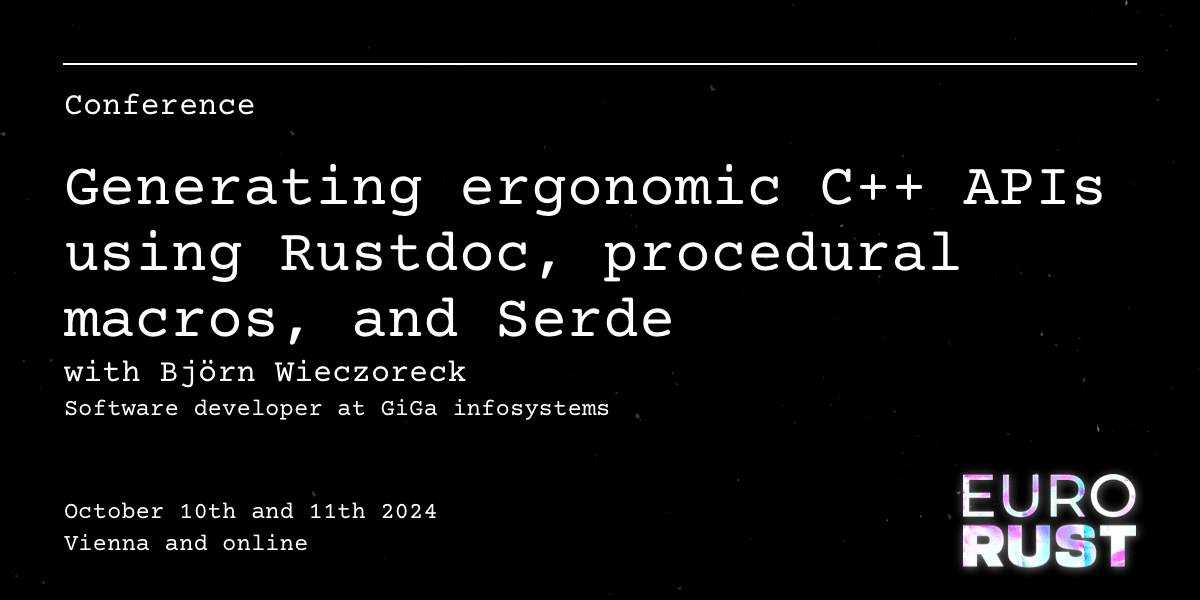 Conference
Generating ergonomic C++ APIs
using Rustdoc, procedural
macros, and Serde
with Björn Wieczoreck
Software developer at GiGa infosystems
October 10th and 11th 2024
Vienna and online
EURO
RUST